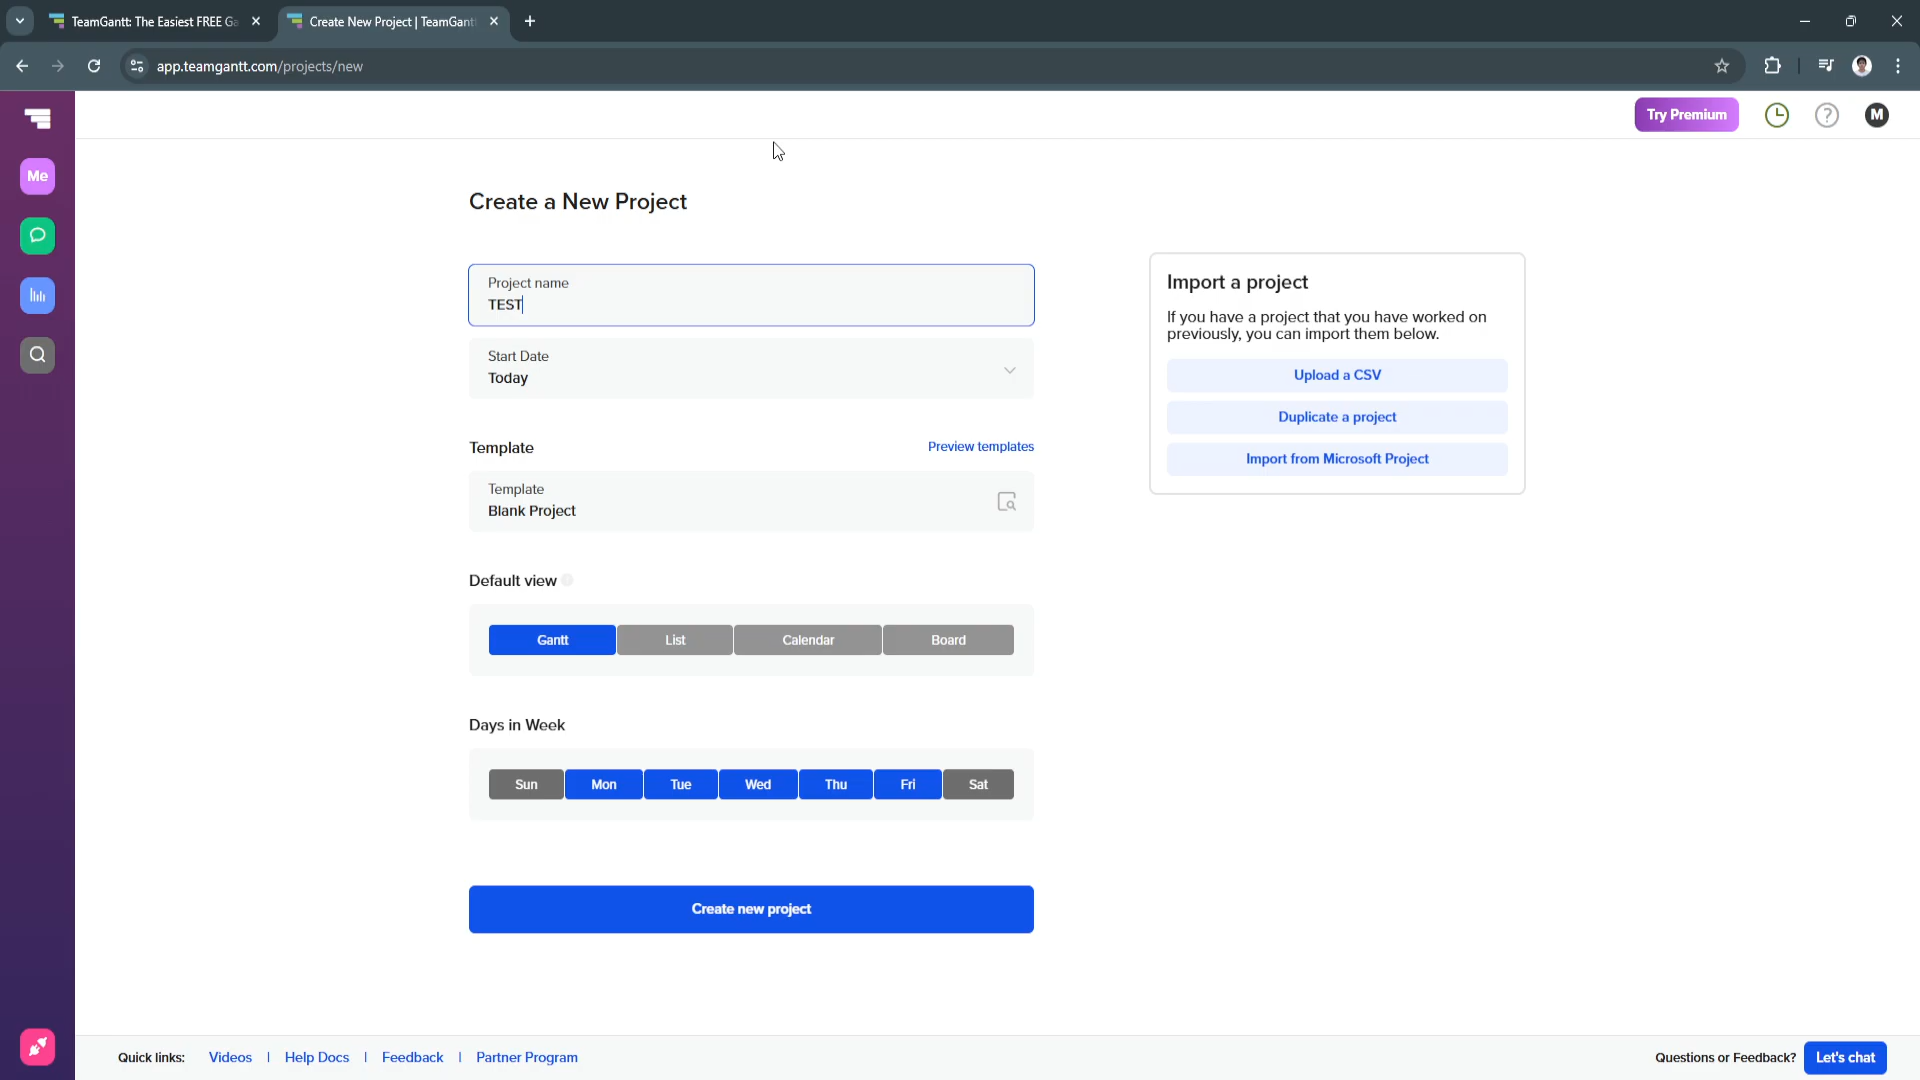 TeamGantt: The Easiest FREE Ga
Create New Project | TeamGantt
app.teamgantt.com/projects/new
Try Premium
M
Me
Create a New Project
Project name
TEST
Start Date
Today
Template
Preview templates
Template
Blank Project
Default view
Gantt
List
Calendar
Board
Days in Week
Sun
Mon
Tue
Wed
Thu
Fri
Sat
Create new project
Import a project
If you have a project that you have worked on
previously, you can import them below.
Upload a CSV
Duplicate a project
Import from Microsoft Project
Quick links: Videos | Help Docs | Feedback | Partner Program
Questions or Feedback? Let's chat